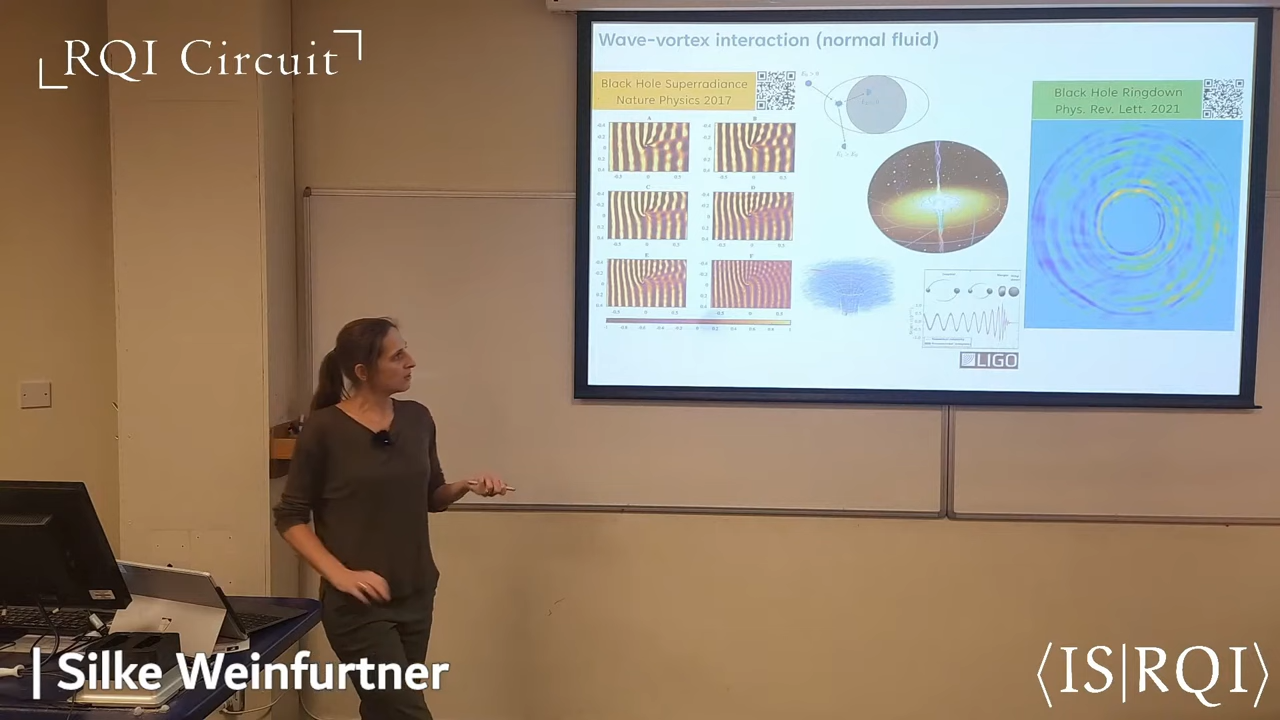 RQI Circuit
Wave-vortex interaction (normal fluid)
Black Hole Superradiance
Nature Physics 2017
Black Hole Ringdown
Phys. Rev. Lett. 2021
A
B
C
D
E
F
LIGO
| Silke Weinfurtner
⟨IS|RQI⟩